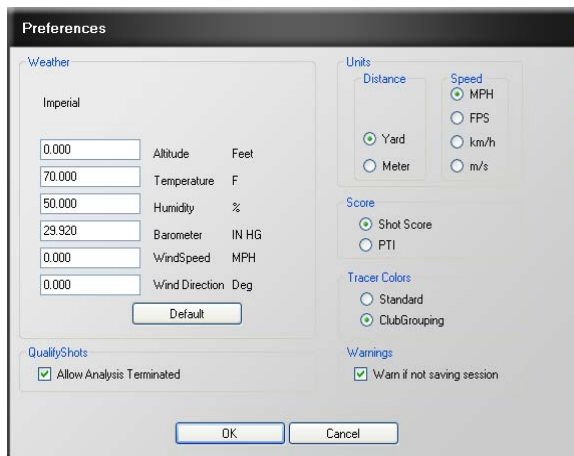 Preferences
Weather
Imperial
0.000 Altitude Feet
70.000 Temperature F
50.000 Humidity %
29.920 Barometer IN HG
0.000 WindSpeed MPH
0.000 Wind Direction Deg
Default
QualifyShots
Allow Analysis Terminated
Units
Distance
Yard
Meter
Speed
MPH
FPS
km/h
m/s
Score
Shot Score
PTI
Tracer Colors
Standard
ClubGrouping
Warnings
Warn if not saving session
OK
Cancel